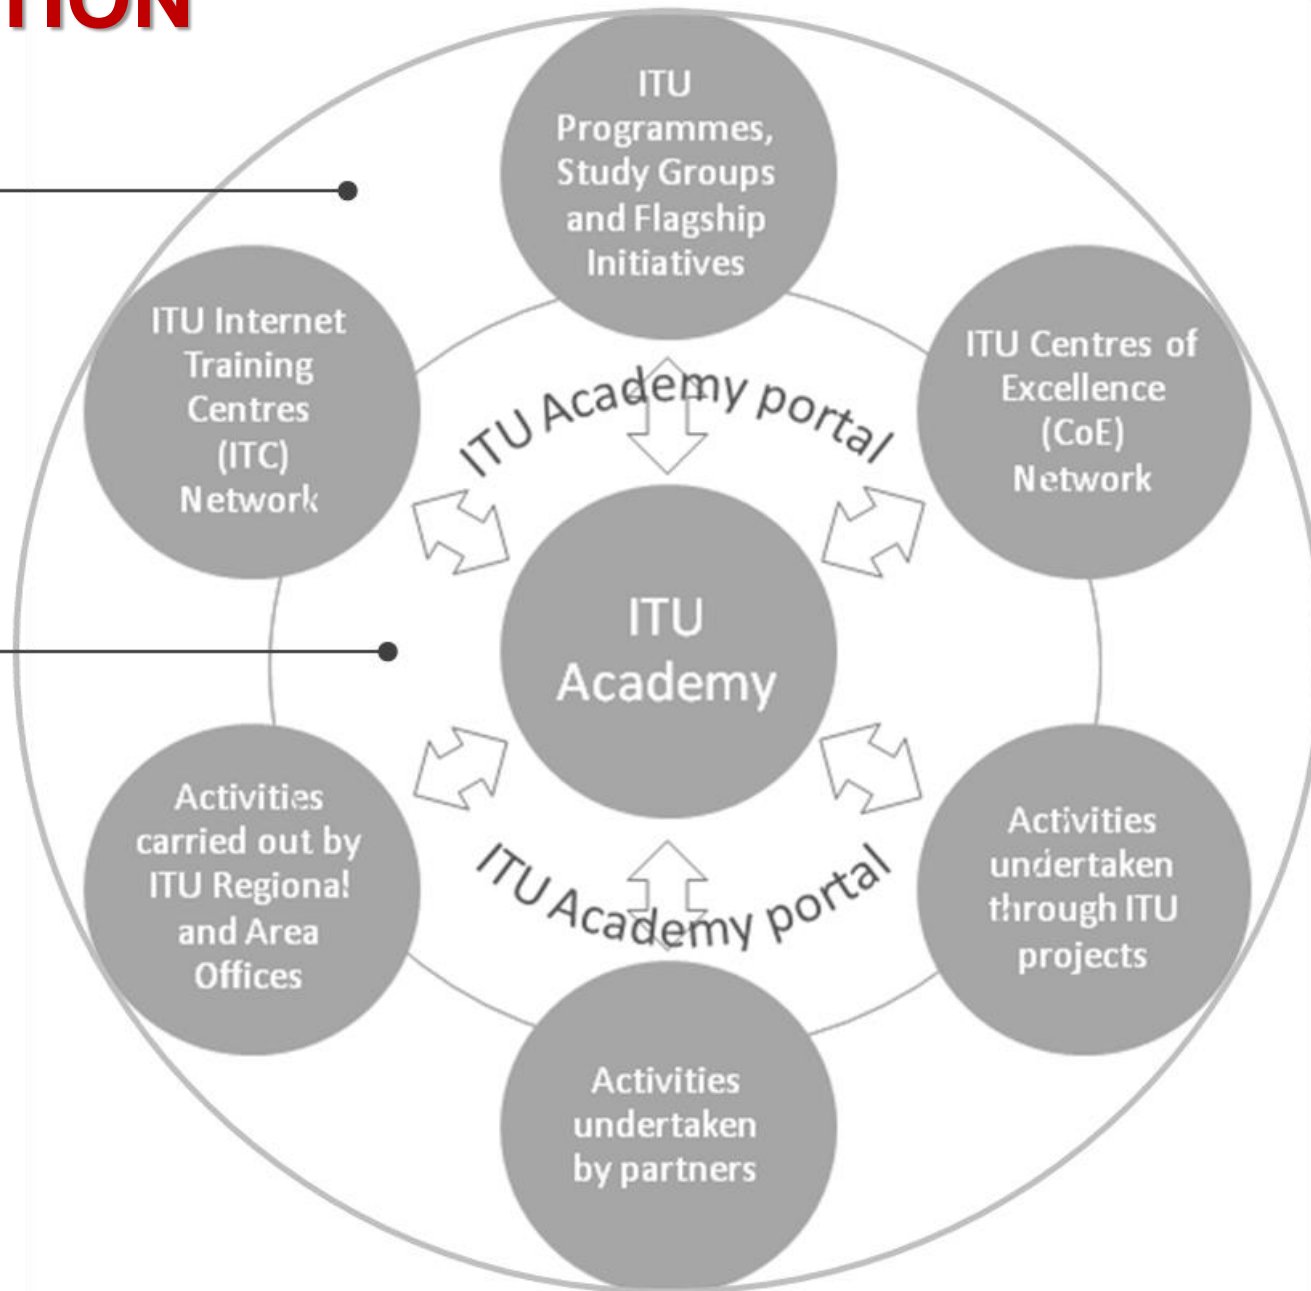 TION
ITU
Programmes,
Study Groups
and Flagship
Initiatives
ITU Internet
Training
Centres
(ITC)
Network
ITU Centres of
Excellence
(CoE)
Network
ITU Academy portal
ITU
Academy
Activities
carried out by
ITU Regional
and Area
Offices
Activities
undertaken
through ITU
projects
ITU Academy portal
Activities
undertaken
by partners